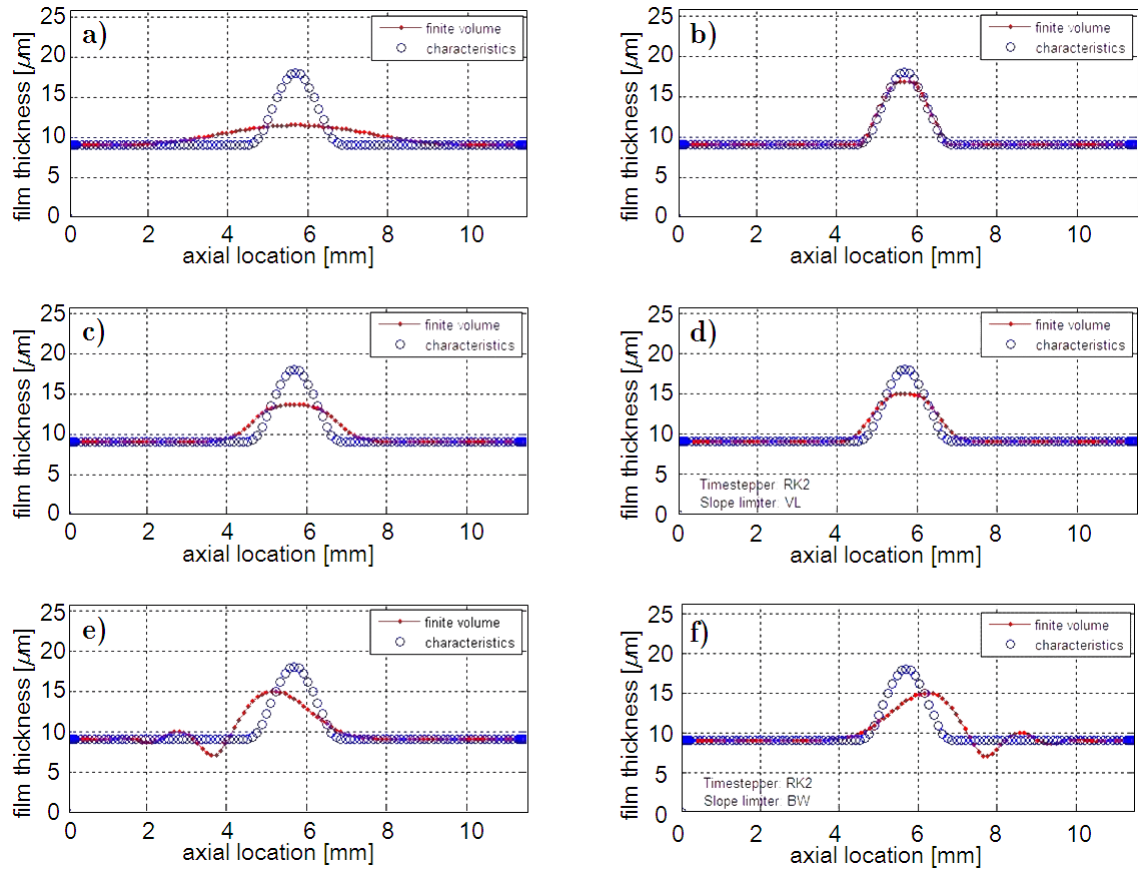 a)
film thickness [μm]
25
20
15
10
5
0
finite volume
characteristics
0 2 4 6 8 10
axial location [mm]
b)
film thickness [μm]
25
20
15
10
5
0
finite volume
characteristics
0 2 4 6 8 10
axial location [mm]
c)
film thickness [μm]
25
20
15
10
5
0
finite volume
characteristics
0 2 4 6 8 10
axial location [mm]
d)
film thickness [μm]
25
20
15
10
5
0
finite volume
characteristics
Timestepper: RK2
Slope limter: VL
0 2 4 6 8 10
axial location [mm]
e)
film thickness [μm]
25
20
15
10
5
0
finite volume
characteristics
0 2 4 6 8 10
axial location [mm]
f)
film thickness [μm]
25
20
15
10
5
0
finite volume
characteristics
Timestepper: RK2
Slope limter: BW
0 2 4 6 8 10
axial location [mm]